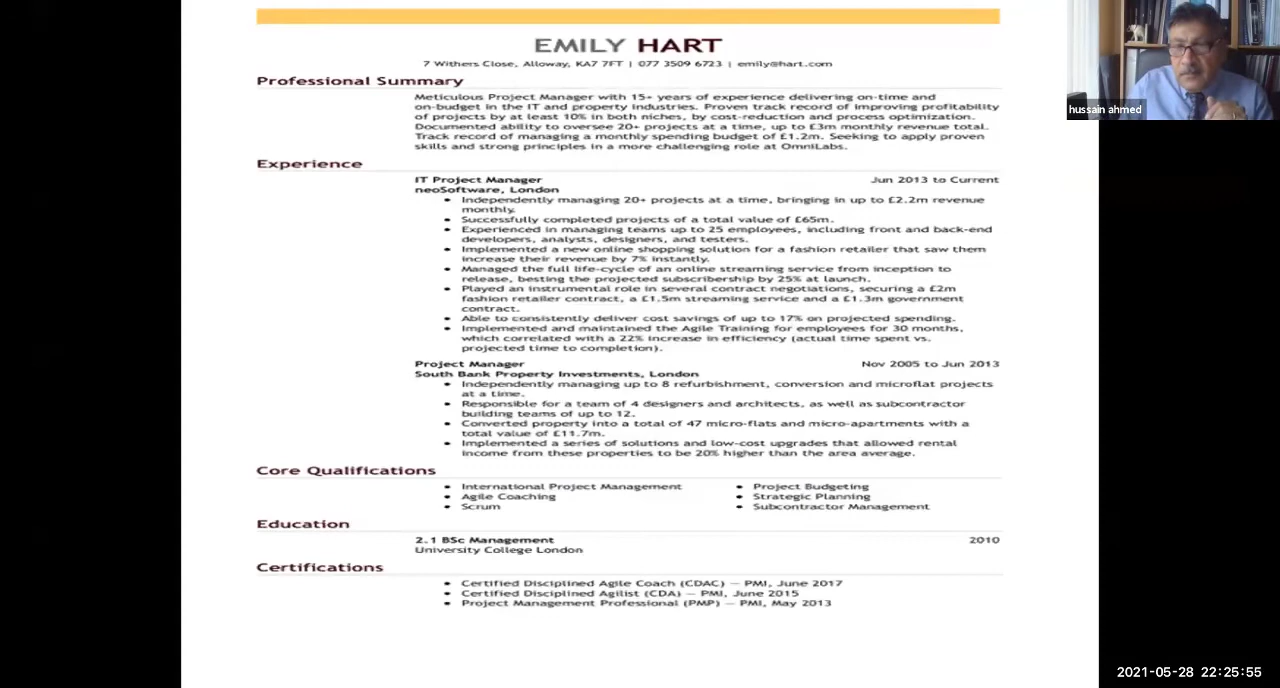 EMILY HART
7 Withers Close, Alloway, KA7 7FT | 077 3509 6723 | emily@hart.com
hussain ahmed
Professional Summary
Meticulous Project Manager with 15+ years of experience delivering on-time and
on-budget in the IT and property industries. Proven track record of improving profitability
of projects by at least 10% in both niches, by cost-reduction and process optimization.
Documented ability to oversee 20+ projects at a time, up to £3m monthly revenue total.
Track record of managing a monthly spending budget of £1.2m. Seeking to apply proven
skills and strong principles in a more challenging role at OmniLabs.
Experience
IT Project Manager Jun 2013 to Current
neoSoftware, London
• Independently managing 20+ projects at a time, bringing in up to £2.2m revenue
monthly.
• Successfully completed projects of a total value of £65m.
• Experienced in managing teams up to 25 employees, including front and back-end
developers, analysts, designers, and testers.
• Implemented a new online shopping solution for a fashion retailer that saw them
increase their revenue by 7% instantly.
• Managed the full life-cycle of an online streaming service from inception to
release, besting the projected subscribership by 25% at launch.
• Played an instrumental role in several contract negotiations, securing a £2m
fashion retailer contract, a £1.5m streaming service and a £1.3m government
contract.
• Able to consistently deliver cost savings of up to 17% on projected spending.
• Implemented and maintained the Agile Training for employees for 30 months,
which correlated with a 22% increase in efficiency (actual time spent vs.
projected time to completion).
Project Manager Nov 2005 to Jun 2013
South Bank Property Investments, London
• Independently managing up to 8 refurbishment, conversion and microflat projects
at a time.
• Responsible for a team of 4 designers and architects, as well as subcontractor
building teams of up to 12.
• Converted property into a total of 47 micro-flats and micro-apartments with a
total value of £11.7m.
• Implemented a series of solutions and low-cost upgrades that allowed rental
income from these properties to be 20% higher than the area average.
Core Qualifications
• International Project Management
• Agile Coaching
• Scrum
• Project Budgeting
• Strategic Planning
• Subcontractor Management
Education
2.1 BSc Management 2010
University College London
Certifications
• Certified Disciplined Agile Coach (CDAC) — PMI, June 2017
• Certified Disciplined Agilist (CDA) — PMI, June 2015
• Project Management Professional (PMP) — PMI, May 2013
2021-05-28 22:25:55